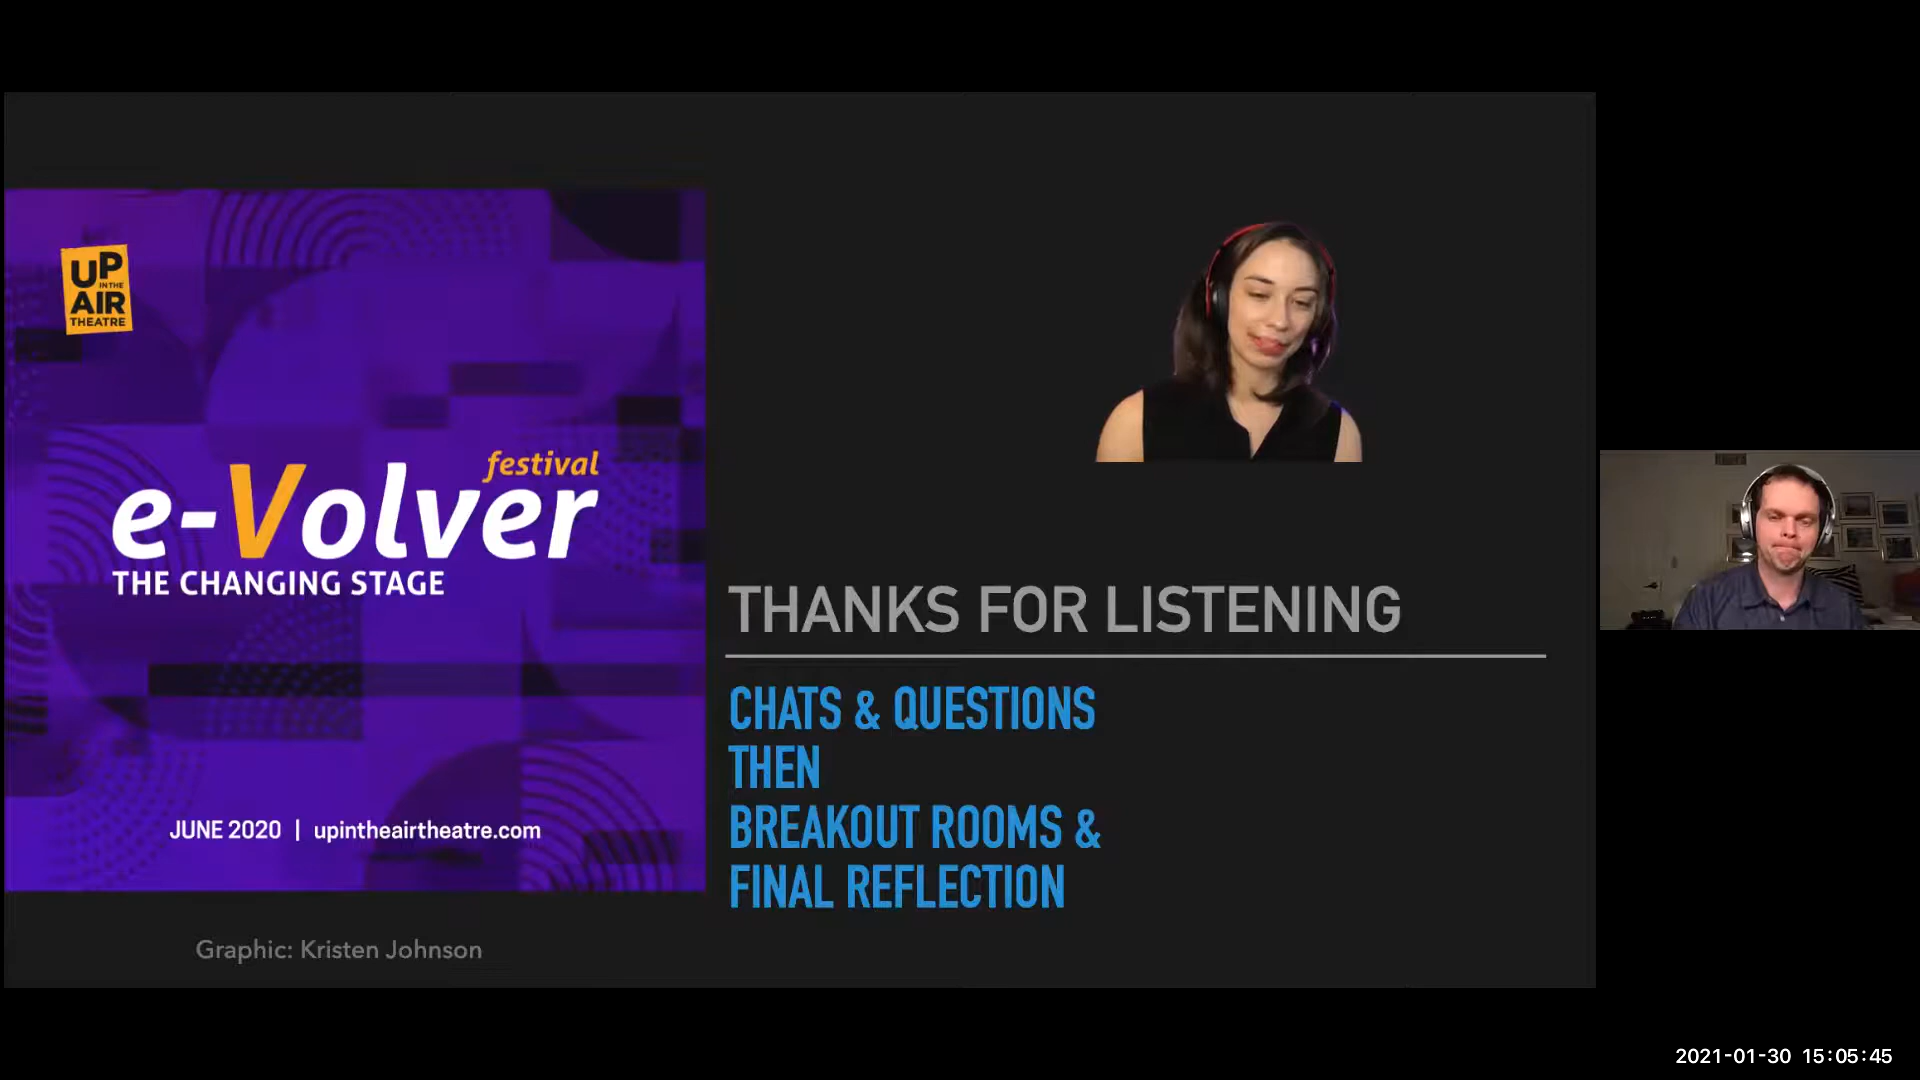 UP
IN THE
AIR
THEATRE
festival
e-Volver
THE CHANGING STAGE
JUNE 2020 | upintheairtheatre.com
Graphic: Kristen Johnson
THANKS FOR LISTENING
CHATS & QUESTIONS
THEN
BREAKOUT ROOMS &
FINAL REFLECTION
2021-01-30 15:05:45